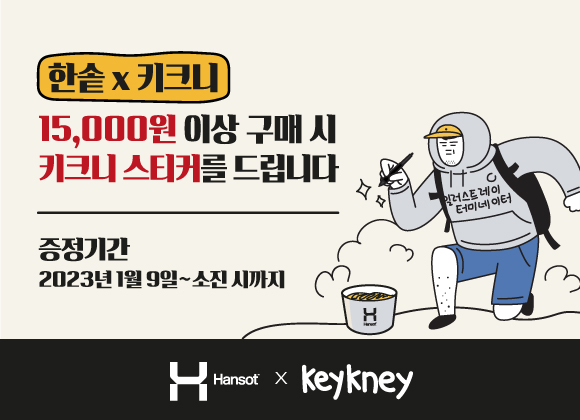 한솥 x 키크니
15,000원 이상 구매 시
키크니 스티커를 드립니다
증정기간
2023년 1월 9일~소진 시까지
일러스트레이
터미네이터
Hansot
Hansot x keykney